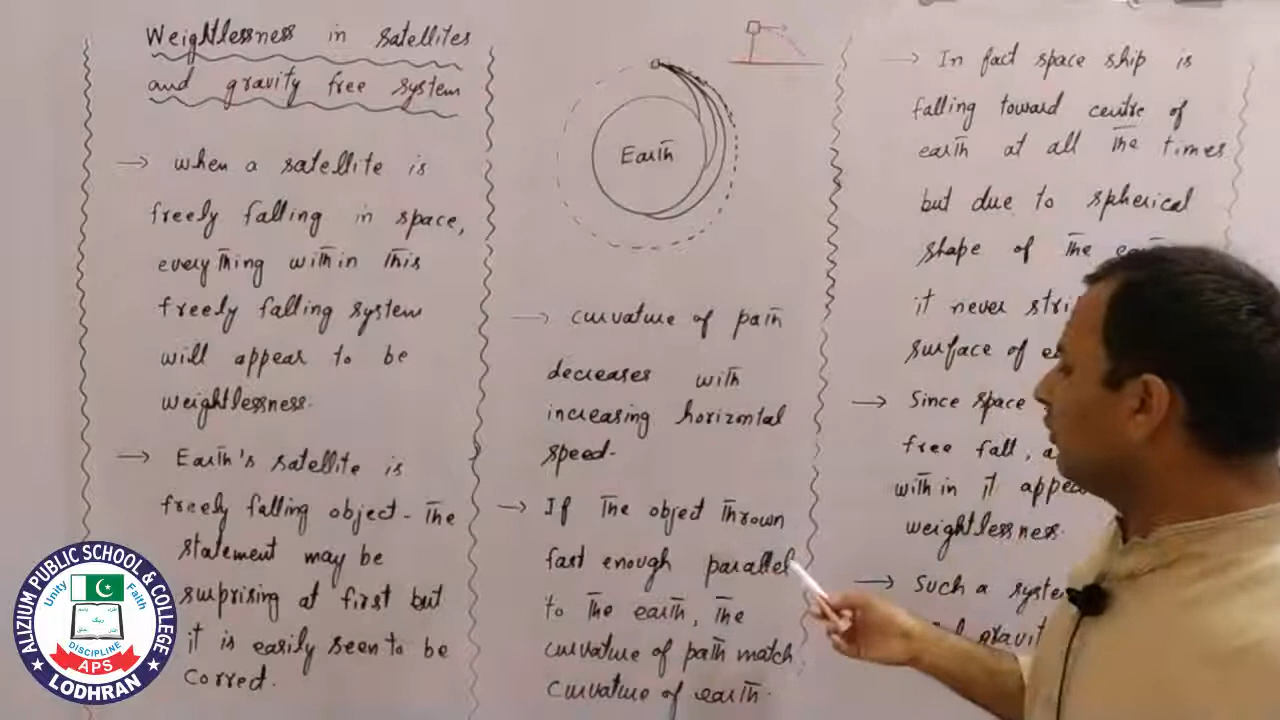 Weightlessness in satellites
and gravity free system
→ when a satellite is
freely falling in space,
everything within this
freely falling system
will appear to be
weightlessness.
→ Earth's satellite is
freely falling object - The
statement may be
surprising at first but
it is easily seen to be
correct.
Earth
→ curvature of path
decreases with
increasing horizontal
speed.
→ If the object thrown
fast enough parallel
to the earth, the
curvature of path match
curvature of earth.
→ In fact space ship is
falling toward centre of
earth at all the times
but due to spherical
shape of the
it never
surface of
→ Since space
free fall,
within it
weightlessness.
→ Such a
ALIZIUM PUBLIC SCHOOL & COLLEGE
Unity Faith
DISCIPLINE
APS
LODHRAN